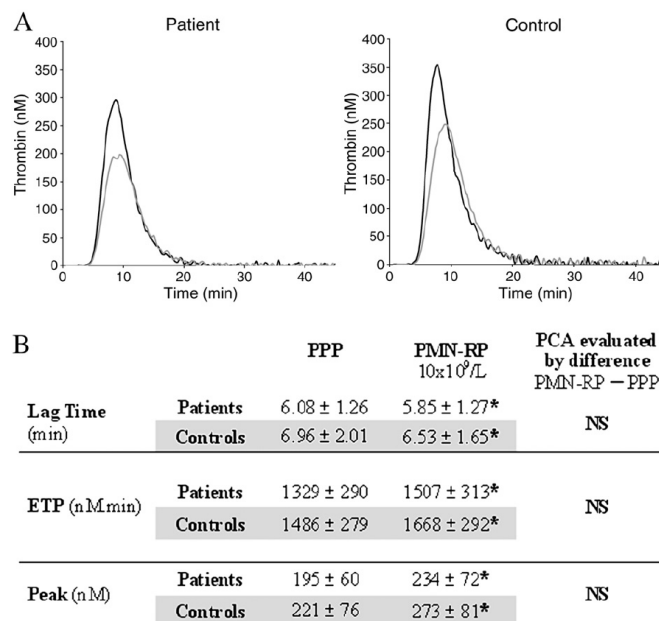 A
Patient
Control
Thrombin (nM)
400
350
300
250
200
150
100
50
0
0 10 20 30 40
Time (min)
Thrombin (nM)
400
350
300
250
200
150
100
50
0
0 10 20 30 40
Time (min)
B
PPP PMN-RP PCA evaluated
10x10⁹/L by difference
PMN-RP – PPP
Lag Time (min) Patients 6.08 ± 1.26 5.85 ± 1.27* NS
Controls 6.96 ± 2.01 6.53 ± 1.65*
ETP (nM.min) Patients 1329 ± 290 1507 ± 313* NS
Controls 1486 ± 279 1668 ± 292*
Peak (nM) Patients 195 ± 60 234 ± 72* NS
Controls 221 ± 76 273 ± 81*